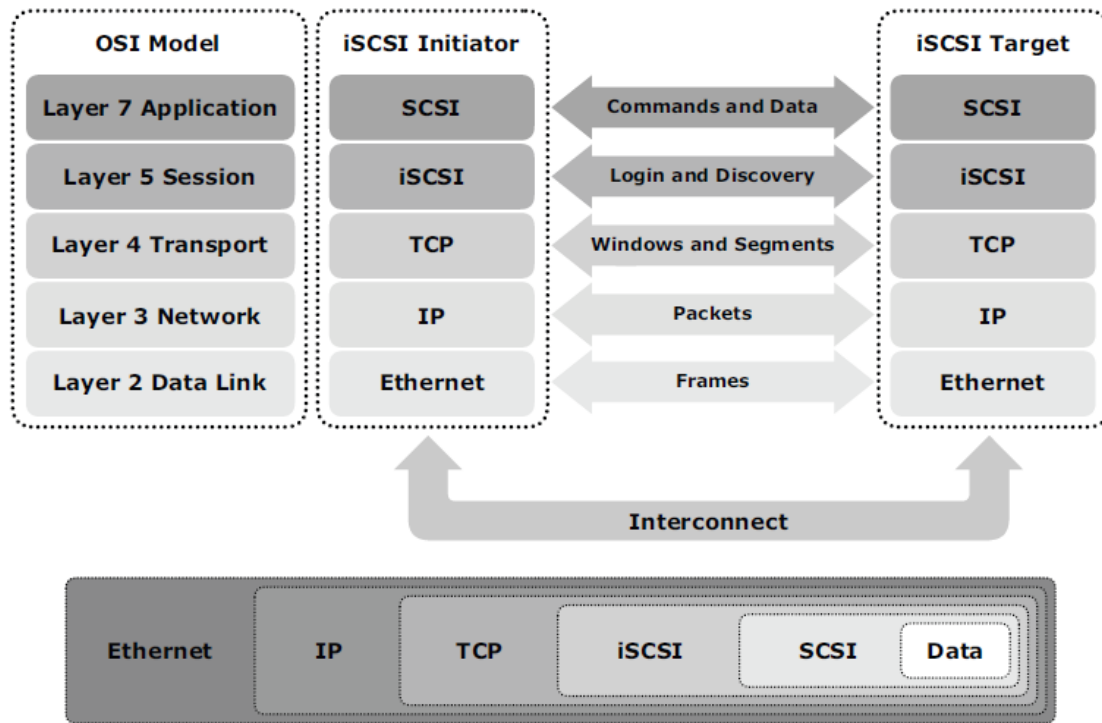 OSI Model
iSCSI Initiator
iSCSI Target
Layer 7 Application
SCSI
Commands and Data
SCSI
Layer 5 Session
iSCSI
Login and Discovery
iSCSI
Layer 4 Transport
TCP
Windows and Segments
TCP
Layer 3 Network
IP
Packets
IP
Layer 2 Data Link
Ethernet
Frames
Ethernet
Interconnect
Ethernet
IP
TCP
iSCSI
SCSI
Data